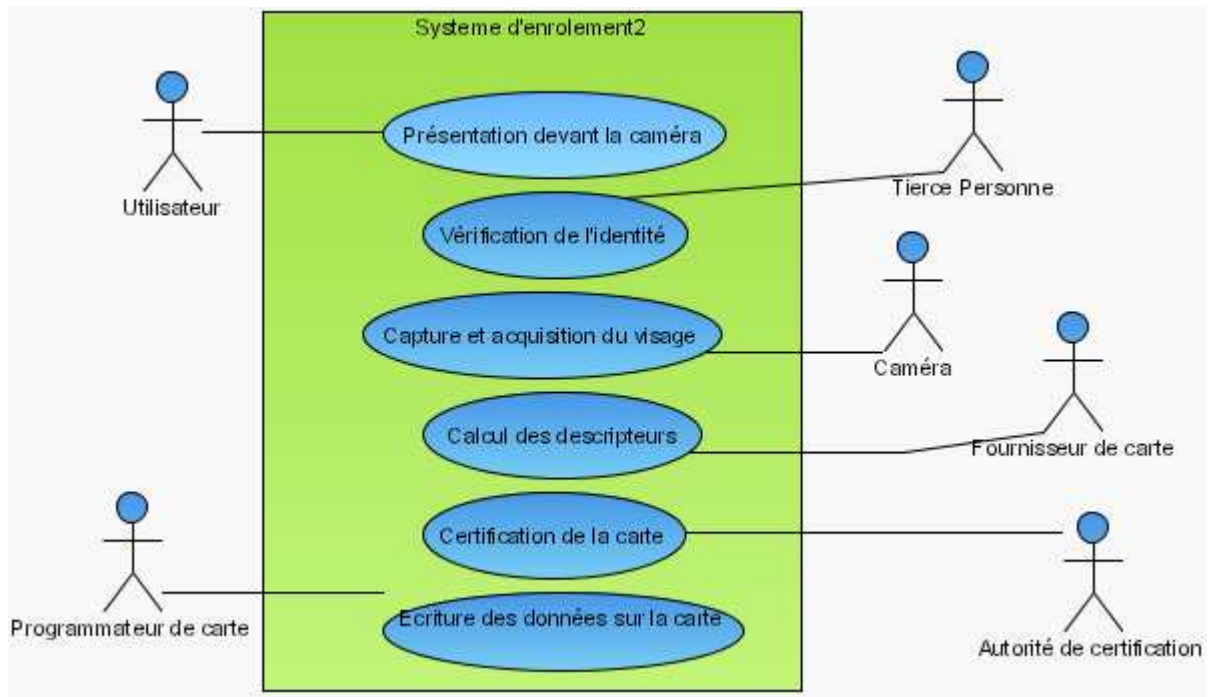 Systeme d'enrolement2
Présentation devant la caméra
Utilisateur
Tierce Personne
Vérification de l'identité
Capture et acquisition du visage
Caméra
Calcul des descripteurs
Fournisseur de carte
Certification de la carte
Programmateur de carte
Ecriture des données sur la carte
Autorité de certification